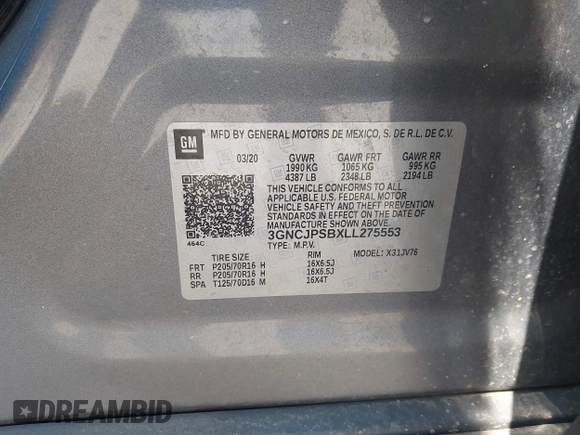 GM
MFD BY GENERAL MOTORS DE MEXICO, S. DE R.L. DE C.V.
03/20 GVWR GAWR FRT GAWR RR
1990 KG 1065 KG 995 KG
4387 LB 2348 LB 2194 LB
THIS VEHICLE CONFORMS TO ALL
APPLICABLE U.S. FEDERAL MOTOR
VEHICLE SAFETY AND THEFT PREVENTION
STANDARDS IN EFFECT ON THE DATE OF
MANUFACTURE SHOWN ABOVE.
3GNCJPSBXLL275553
464C
TYPE: M.P.V. MODEL: X31JV76
TIRE SIZE RIM
FRT P205/70R16 H 16X6.5J
RR P205/70R16 H 16X6.5J
SPA T125/70D16 M 16X4T
DREAMBID